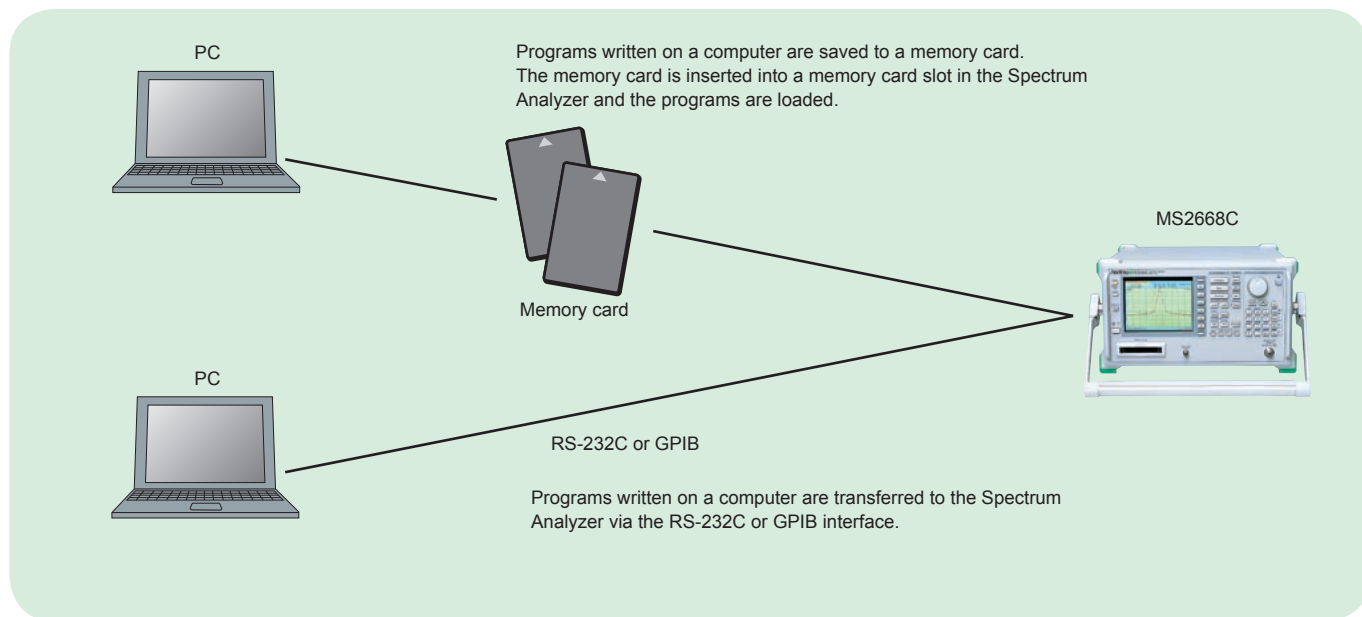 PC
Programs written on a computer are saved to a memory card.
The memory card is inserted into a memory card slot in the Spectrum
Analyzer and the programs are loaded.
Memory card
MS2668C
PC
RS-232C or GPIB
Programs written on a computer are transferred to the Spectrum
Analyzer via the RS-232C or GPIB interface.